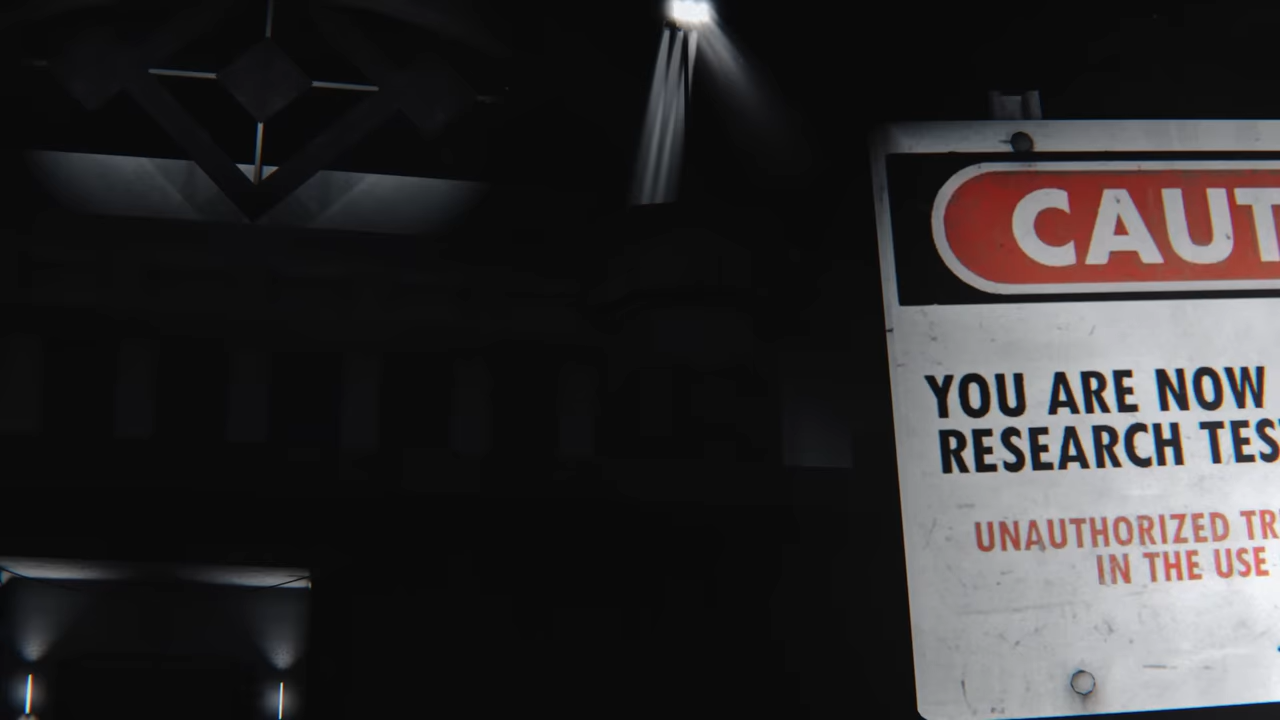 CAUT
YOU ARE NOW
RESEARCH TES
UNAUTHORIZED TR
IN THE USE